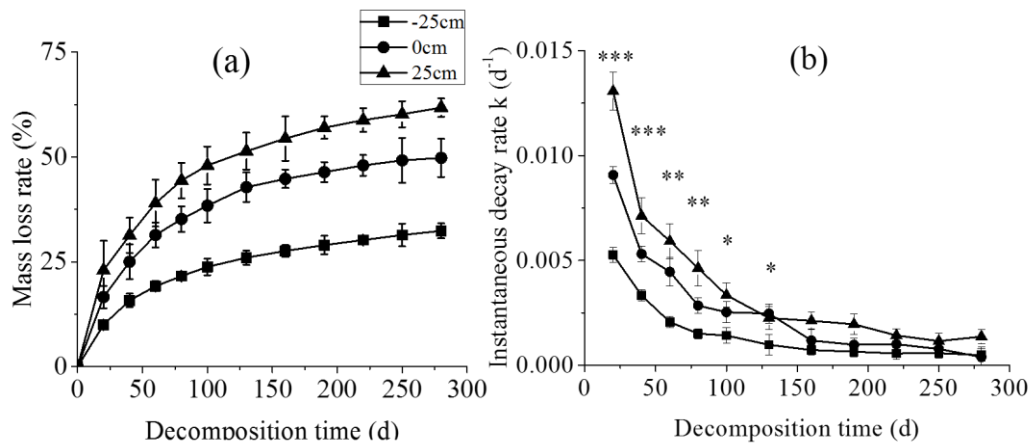 -25cm
0cm
25cm
(a)
Mass loss rate (%)
75
50
25
0
0 50 100 150 200 250 300
Decomposition time (d)
(b)
Instantaneous decay rate k (d⁻¹)
0.015
0.010
0.005
0.000
***
***
**
**
*
*
0 50 100 150 200 250 300
Decomposition time (d)